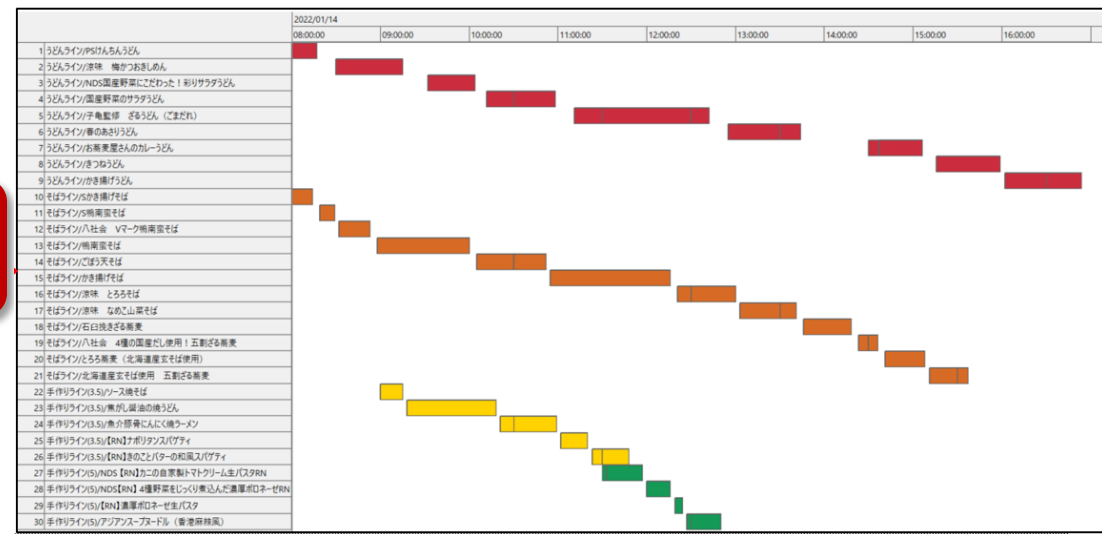 2022/01/14
08:00:00 09:00:00 10:00:00 11:00:00 12:00:00 13:00:00 14:00:00 15:00:00 16:00:00
1 うどんライン/PSけんちんうどん
2 うどんライン/涼味　梅かつおきしめん
3 うどんライン/NDS国産野菜にこだわった！彩りサラダうどん
4 うどんライン/国産野菜のサラダうどん
5 うどんライン/子亀監修　ざるうどん（ごまだれ）
6 うどんライン/春のあさりうどん
7 うどんライン/お蕎麦屋さんのカレーうどん
8 うどんライン/きつねうどん
9 うどんライン/かき揚げうどん
10 そばライン/Sかき揚げそば
11 そばライン/S鴨南蛮そば
12 そばライン/八社会　Vマーク鴨南蛮そば
13 そばライン/鴨南蛮そば
14 そばライン/ごぼう天そば
15 そばライン/かき揚げそば
16 そばライン/涼味　とろろそば
17 そばライン/涼味　なめこ山菜そば
18 そばライン/石臼挽きざる蕎麦
19 そばライン/八社会　4種の国産だし使用！五割ざる蕎麦
20 そばライン/とろろ蕎麦（北海道産玄そば使用）
21 そばライン/北海道産玄そば使用　五割ざる蕎麦
22 手作りライン(3.5)/ソース焼そば
23 手作りライン(3.5)/焦がし醤油の焼うどん
24 手作りライン(3.5)/魚介豚骨にんにく焼ラーメン
25 手作りライン(3.5)/【RN】ナポリタンスパゲティ
26 手作りライン(3.5)/【RN】きのことバターの和風スパゲティ
27 手作りライン(5)/NDS【RN】カニの自家製トマトクリーム生パスタRN
28 手作りライン(5)/NDS【RN】4種野菜をじっくり煮込んだ濃厚ボロネーゼRN
29 手作りライン(5)/【RN】濃厚ボロネーゼ生パスタ
30 手作りライン(5)/アジアンスープヌードル（香港麻辣風）